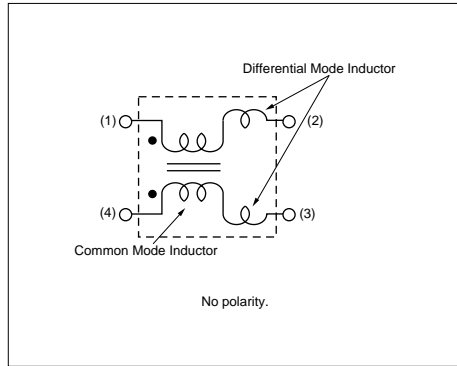 Differential Mode Inductor
(1)
(2)
(4)
(3)
Common Mode Inductor
No polarity.